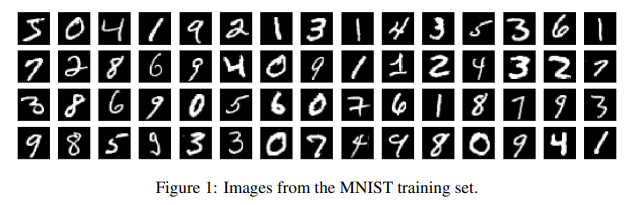 5 0 4 1 9 2 1 3 1 4 3 5 3 6 1
7 2 8 6 9 4 0 9 1 1 2 4 3 2 7
3 8 6 9 0 5 6 0 7 6 1 8 7 9 3
9 8 5 9 3 3 0 7 4 9 8 0 9 4 1
Figure 1: Images from the MNIST training set.